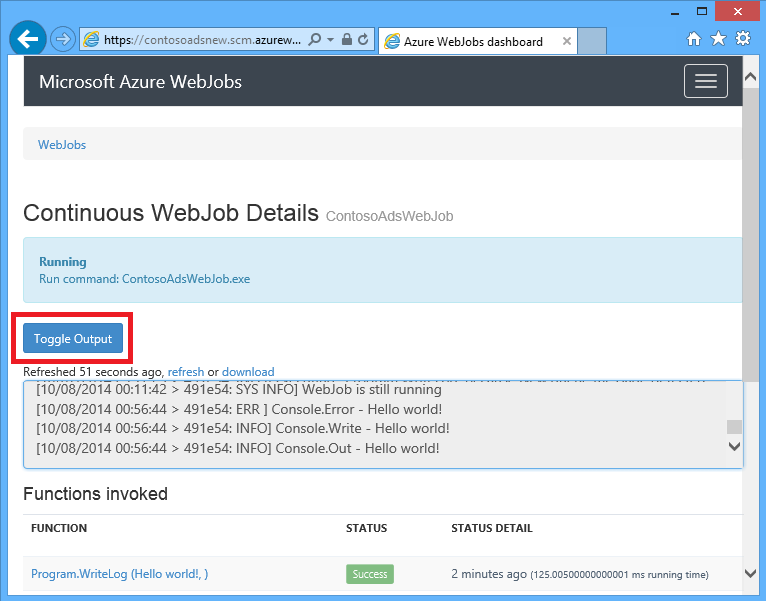 https://contosoadsnew.scm.azurew...
Azure WebJobs dashboard
Microsoft Azure WebJobs
WebJobs
Continuous WebJob Details ContosoAdsWebJob
Running
Run command: ContosoAdsWebJob.exe
Toggle Output
Refreshed 51 seconds ago, refresh or download
[10/08/2014 00:11:42 > 491e54: SYS INFO] WebJob is still running
[10/08/2014 00:56:44 > 491e54: ERR ] Console.Error - Hello world!
[10/08/2014 00:56:44 > 491e54: INFO] Console.Write - Hello world!
[10/08/2014 00:56:44 > 491e54: INFO] Console.Out - Hello world!
Functions invoked
FUNCTION STATUS STATUS DETAIL
Program.WriteLog (Hello world!, ) Success 2 minutes ago (125.00500000000001 ms running time)